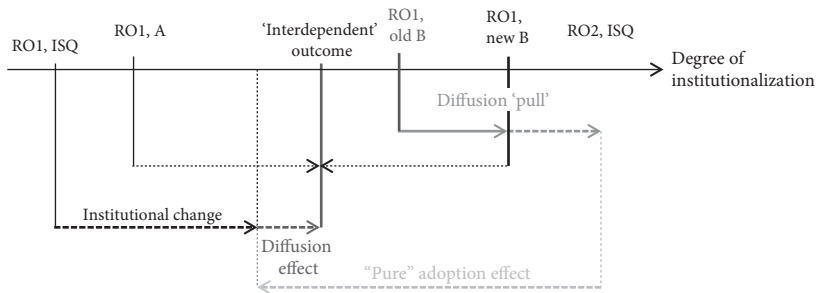 RO1, ISQ
RO1, A
‘Interdependent’
outcome
RO1,
old B
RO1,
new B
RO2, ISQ
Degree of
institutionalization
Diffusion ‘pull’
Institutional change
Diffusion
effect
“Pure” adoption effect